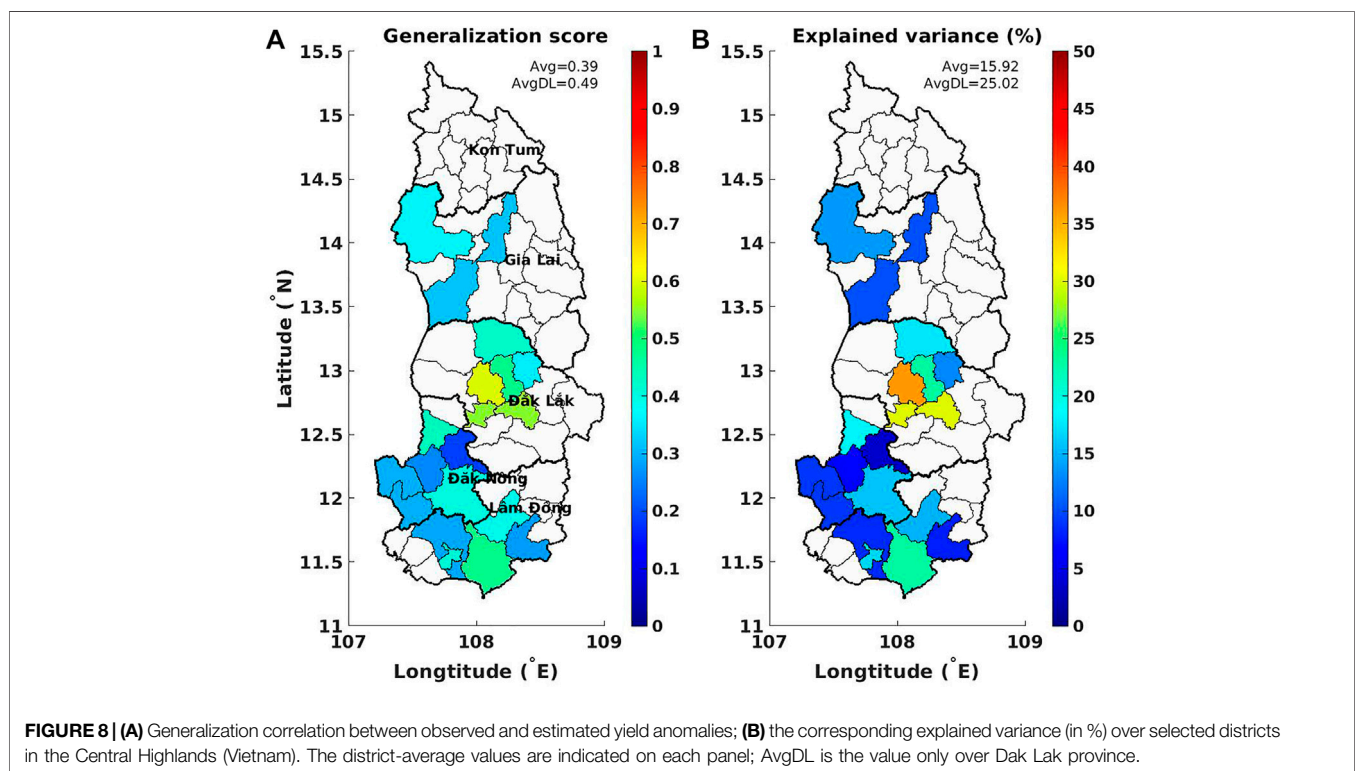 A
Generalization score
Avg=0.39
AvgDL=0.49
15.5
15
14.5
14
13.5
13
12.5
12
11.5
11
107
108
109
Latitude (°N)
Longtitude (°E)
Kon Tum
Gia Lai
Đắk Lắk
Đăk Nông
Lâm Đồng
1
0.9
0.8
0.7
0.6
0.5
0.4
0.3
0.2
0.1
0
B
Explained variance (%)
Avg=15.92
AvgDL=25.02
15.5
15
14.5
14
13.5
13
12.5
12
11.5
11
107
108
109
Longtitude (°E)
50
45
40
35
30
25
20
15
10
5
0
FIGURE 8 | (A) Generalization correlation between observed and estimated yield anomalies; (B) the corresponding explained variance (in %) over selected districts
in the Central Highlands (Vietnam). The district-average values are indicated on each panel; AvgDL is the value only over Dak Lak province.